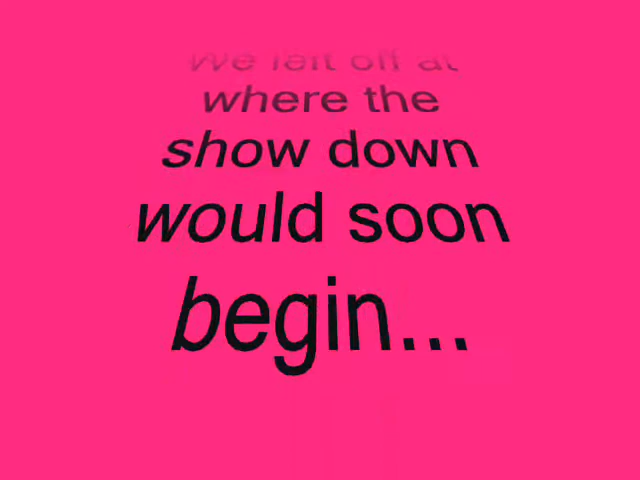 We left off at
where the
show down
would soon
begin...